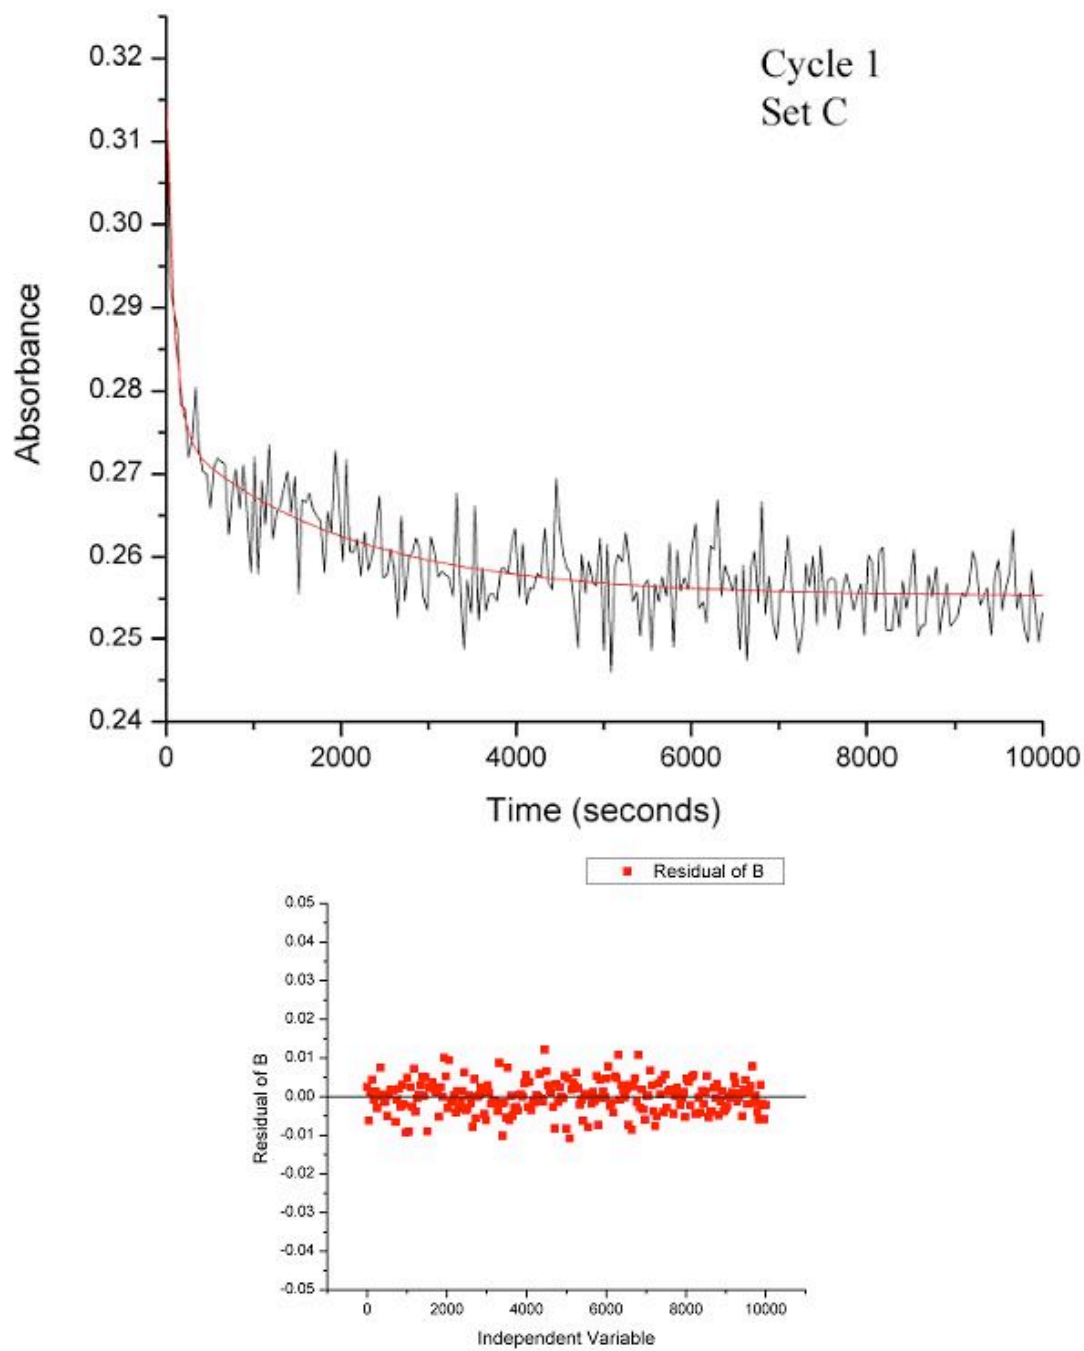 Cycle 1
Set C
0.32
0.31
0.30
0.29
0.28
0.27
0.26
0.25
0.24
Absorbance
0 2000 4000 6000 8000 10000
Time (seconds)
Residual of B
0.05
0.04
0.03
0.02
0.01
0.00
-0.01
-0.02
-0.03
-0.04
-0.05
Residual of B
0 2000 4000 6000 8000 10000
Independent Variable